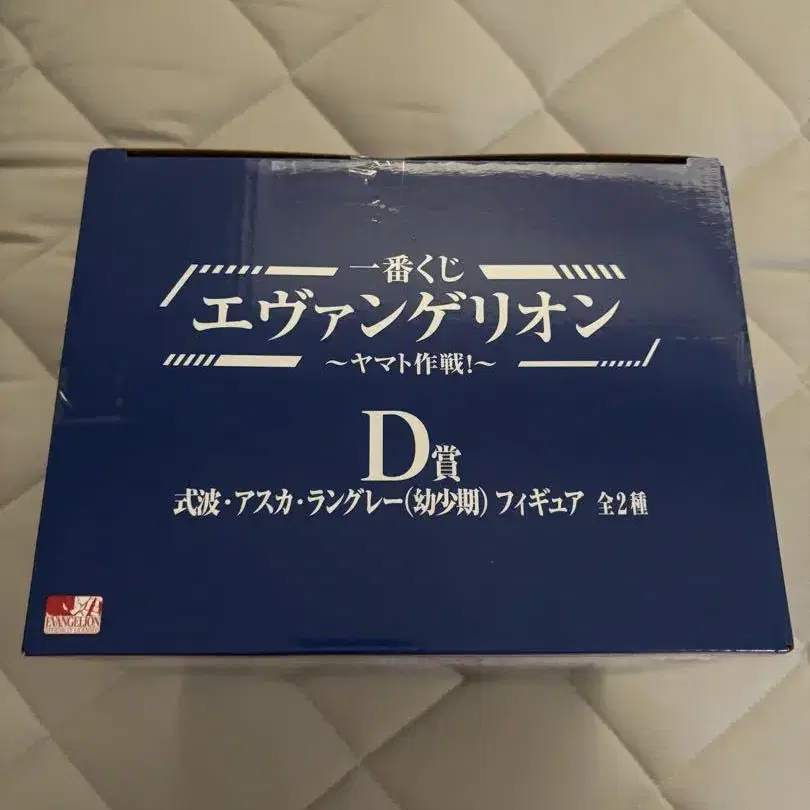 一番くじ
エヴァンゲリオン
〜ヤマト作戦!〜
D賞
式波・アスカ・ラングレー(幼少期) フィギュア 全2種
EVANGELION